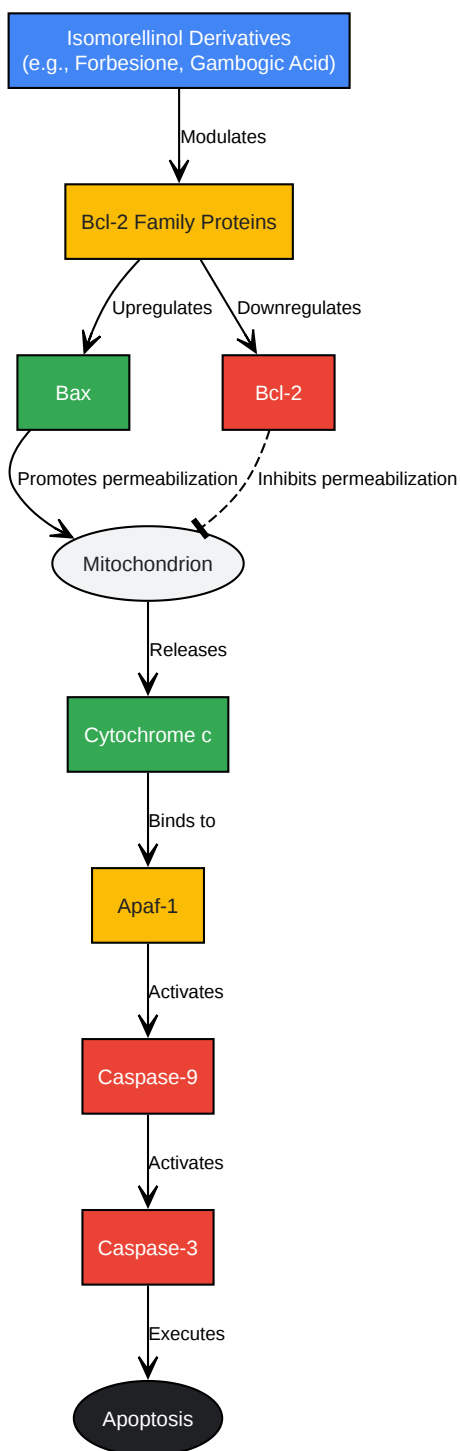 Isomorellinol Derivatives
(e.g., Forbesione, Gambogic Acid)
Modulates
Bcl-2 Family Proteins
Upregulates
Downregulates
Bax
Bcl-2
Promotes permeabilization
Inhibits permeabilization
Mitochondrion
Releases
Cytochrome c
Binds to
Apaf-1
Activates
Caspase-9
Activates
Caspase-3
Executes
Apoptosis